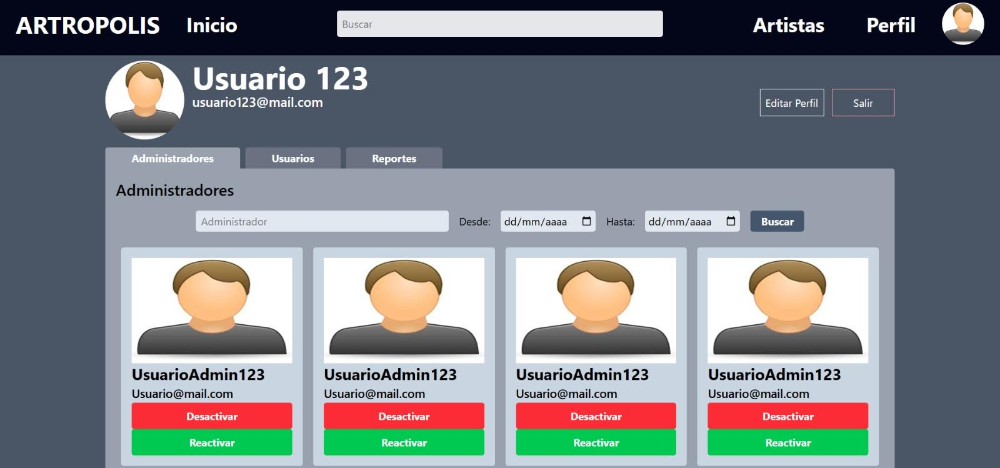 ARTROPOLIS Inicio Buscar Artistas Perfil
Usuario 123
usuario123@mail.com
Editar Perfil Salir
Administradores Usuarios Reportes
Administradores
Administrador Desde: dd/mm/aaaa Hasta: dd/mm/aaaa Buscar
UsuarioAdmin123 UsuarioAdmin123 UsuarioAdmin123 UsuarioAdmin123
Usuario@mail.com Usuario@mail.com Usuario@mail.com Usuario@mail.com
Desactivar Desactivar Desactivar Desactivar
Reactivar Reactivar Reactivar Reactivar